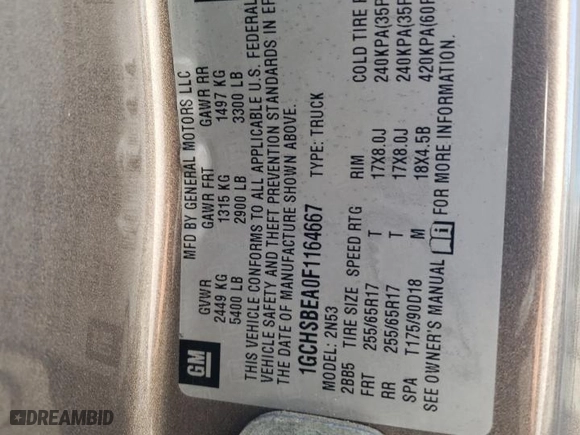 GM
MFD BY GENERAL MOTORS LLC
GVWR GAWR FRT GAWR RR
2449 KG 1315 KG 1497 KG
5400 LB 2900 LB 3300 LB
THIS VEHICLE CONFORMS TO ALL APPLICABLE U.S. FEDERAL
VEHICLE SAFETY AND THEFT PREVENTION STANDARDS IN
THE DATE OF MANUFACTURE SHOWN ABOVE.
1GCHSBEA0F1164667 TYPE: TRUCK
MODEL: 2N53
2BB5 TIRE SIZE SPEED RTG RIM COLD TIRE
FRT 255/65R17 T 17X8.0J 240KPA(35P
RR 255/65R17 T 17X8.0J 240KPA(35P
SPA T175/90D18 M 18X4.5B 420KPA(60P
SEE OWNER'S MANUAL FOR MORE INFORMATION.
DREAMBID